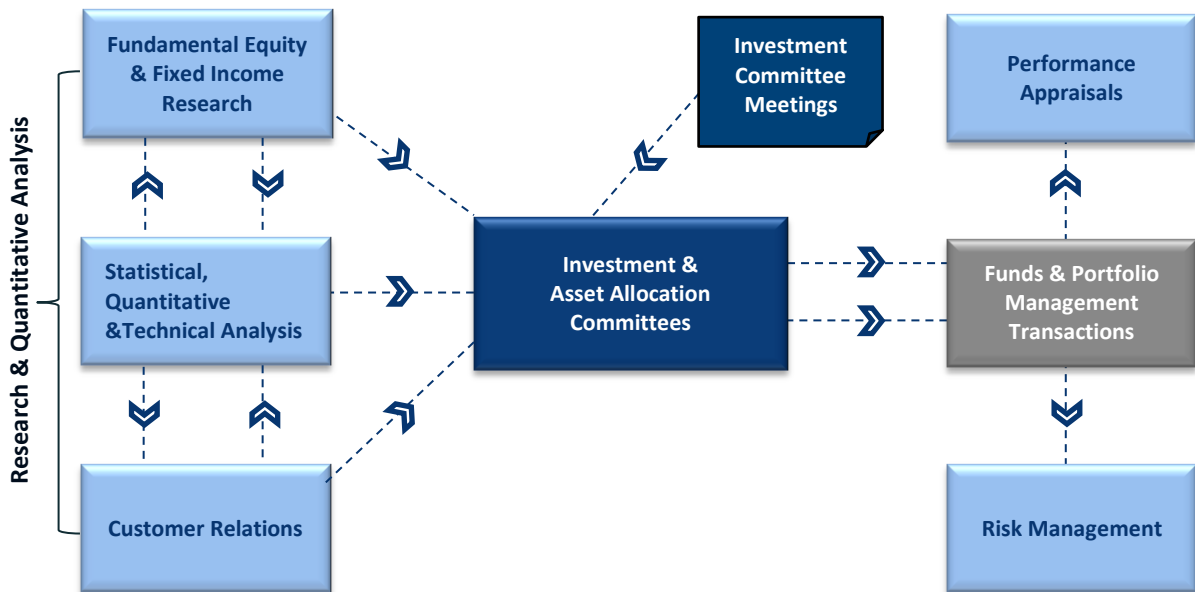 Research & Quantitative Analysis
Fundamental Equity
& Fixed Income
Research
Statistical,
Quantitative
&Technical Analysis
Customer Relations
Investment
Committee
Meetings
Investment &
Asset Allocation
Committees
Performance
Appraisals
Funds & Portfolio
Management
Transactions
Risk Management